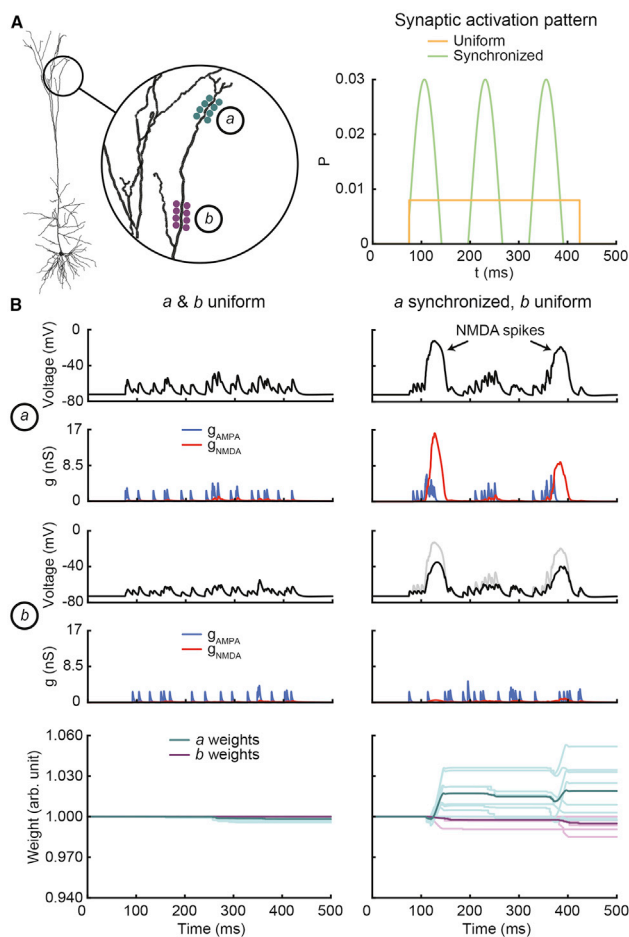 A
Synaptic activation pattern
Uniform
Synchronized
a
b
0.03
0.02
0.01
0
P
0 100 200 300 400 500
t (ms)
B
a & b uniform
a synchronized, b uniform
a
Voltage (mV)
0
-40
-80
NMDA spikes
g (nS)
17
8.5
0
gAMPA
gNMDA
b
Voltage (mV)
0
-40
-80
g (nS)
17
8.5
0
gAMPA
gNMDA
Weight (arb. unit)
1.060
1.030
1.000
0.970
0.940
a weights
b weights
0 100 200 300 400 500
Time (ms)
0 100 200 300 400 500
Time (ms)